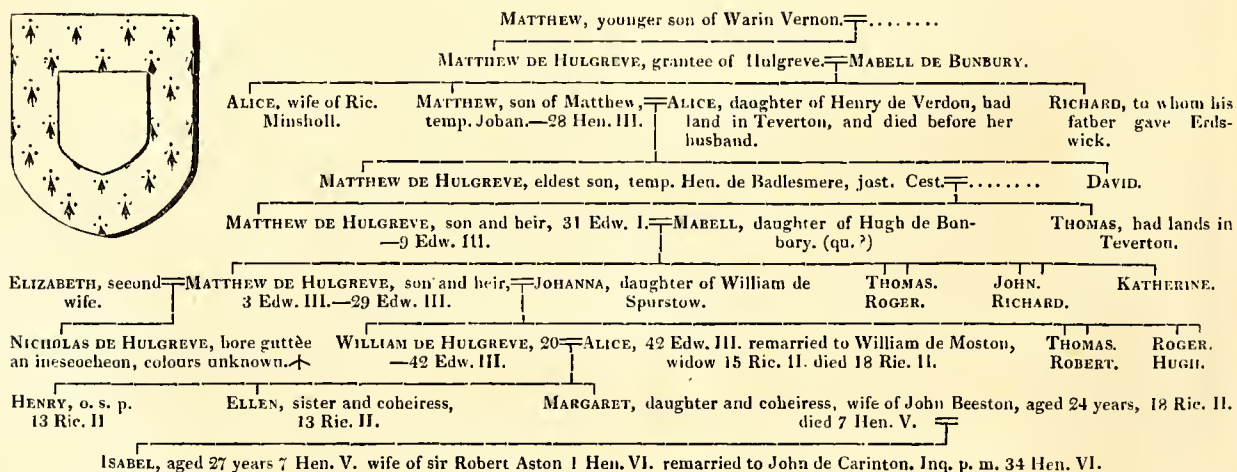 MATTHEW, younger son of Warin Vernon.=........
MATTHEW DE HULGREVE, grantee of Hulgreve.=MABELL DE BUNBURY.
ALICE, wife of Ric. Minsholl.
MATTHEW, son of Matthew,= temp. Johan.—28 Hen. III.
ALICE, daughter of Henry de Verdon, had land in Teverton, and died before her husband.
RICHARD, to whom his father gave Erdswick.
MATTHEW DE HULGREVE, eldest son, temp. Hen. de Badlesmere, just. Cest.=........
DAVID.
MATTHEW DE HULGREVE, son and heir, 31 Edw. I.= —9 Edw. III.
MABELL, daughter of Hugh de Bonbury. (qu. ?)
THOMAS, had lands in Teverton.
ELIZABETH, second= wife.
MATTHEW DE HULGREVE, son and heir,= 3 Edw. III.—29 Edw. III.
JOHANNA, daughter of William de Spurstow.
THOMAS.
ROGER.
JOHN.
RICHARD.
KATHERINE.
NICHOLAS DE HULGREVE, bore guttèe an inescocheon, colours unknown.
WILLIAM DE HULGREVE, 20= —42 Edw. III.
ALICE, 42 Edw. III. remarried to William de Moston, widow 15 Ric. II. died 18 Ric. II.
THOMAS.
ROBERT.
ROGER.
HUGH.
HENRY, o. s. p. 13 Ric. II
ELLEN, sister and coheiress, 13 Ric. II.
MARGARET, daughter and coheiress, wife of John Beeston, aged 24 years, 18 Ric. II. died 7 Hen. V. =
ISABEL, aged 27 years 7 Hen. V. wife of sir Robert Aston 1 Hen. VI. remarried to John de Carinton. Inq. p. m. 34 Hen. VI.